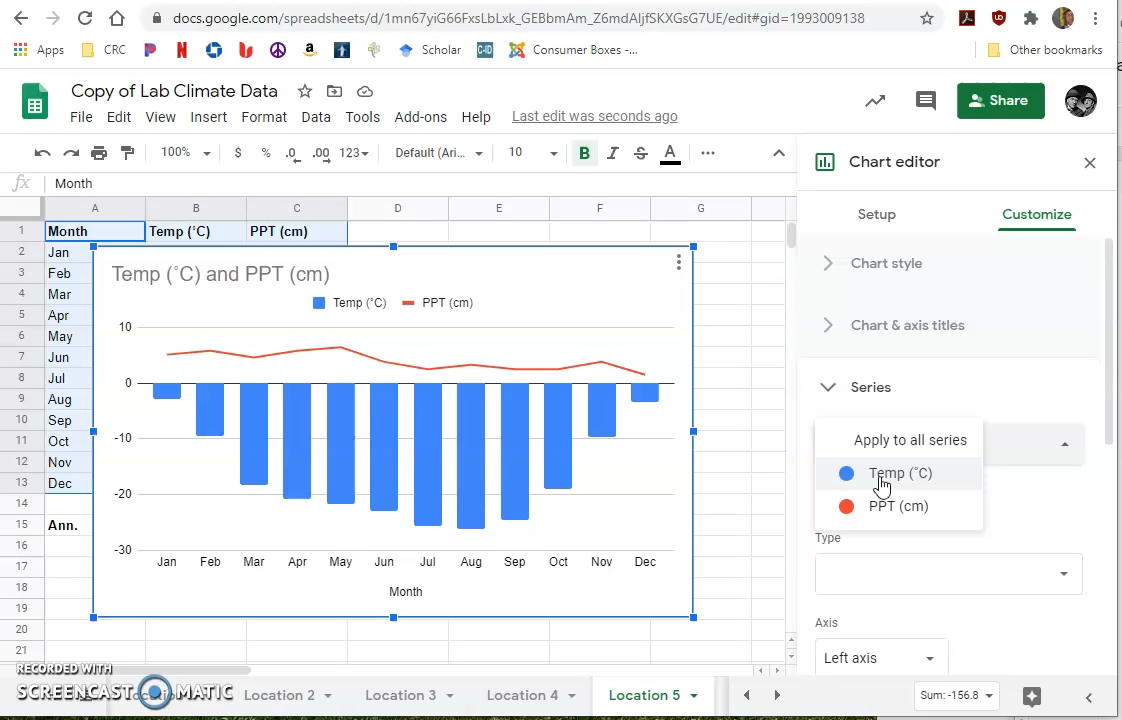 docs.google.com/spreadsheets/d/1mn67yiG66FxsLbLxk_GEBbmAm_Z6mdAljfSKXGsG7UE/edit#gid=1993009138
Apps CRC Scholar C-ID Consumer Boxes -... Other bookmarks
Copy of Lab Climate Data
File Edit View Insert Format Data Tools Add-ons Help Last edit was seconds ago
Share
100% $ % .0 .00 123 Default (Ari... 10 B I S A
Chart editor
fx Month
Setup Customize
A B C D E F G
1 Month Temp (˚C) PPT (cm)
2 Jan
3 Feb
4 Mar
5 Apr
6 May
7 Jun
8 Jul
9 Aug
10 Sep
11 Oct
12 Nov
13 Dec
14
15 Ann.
16
17
18
19
20
21
Temp (˚C) and PPT (cm)
Temp (˚C) PPT (cm)
10
0
-10
-20
-30
Jan Feb Mar Apr May Jun Jul Aug Sep Oct Nov Dec
Month
Chart style
Chart & axis titles
Series
Apply to all series
Temp (˚C)
PPT (cm)
Type
Axis
Left axis
RECORDED WITH
SCREENCAST MATIC
Location 2 Location 3 Location 4 Location 5
Sum: -156.8